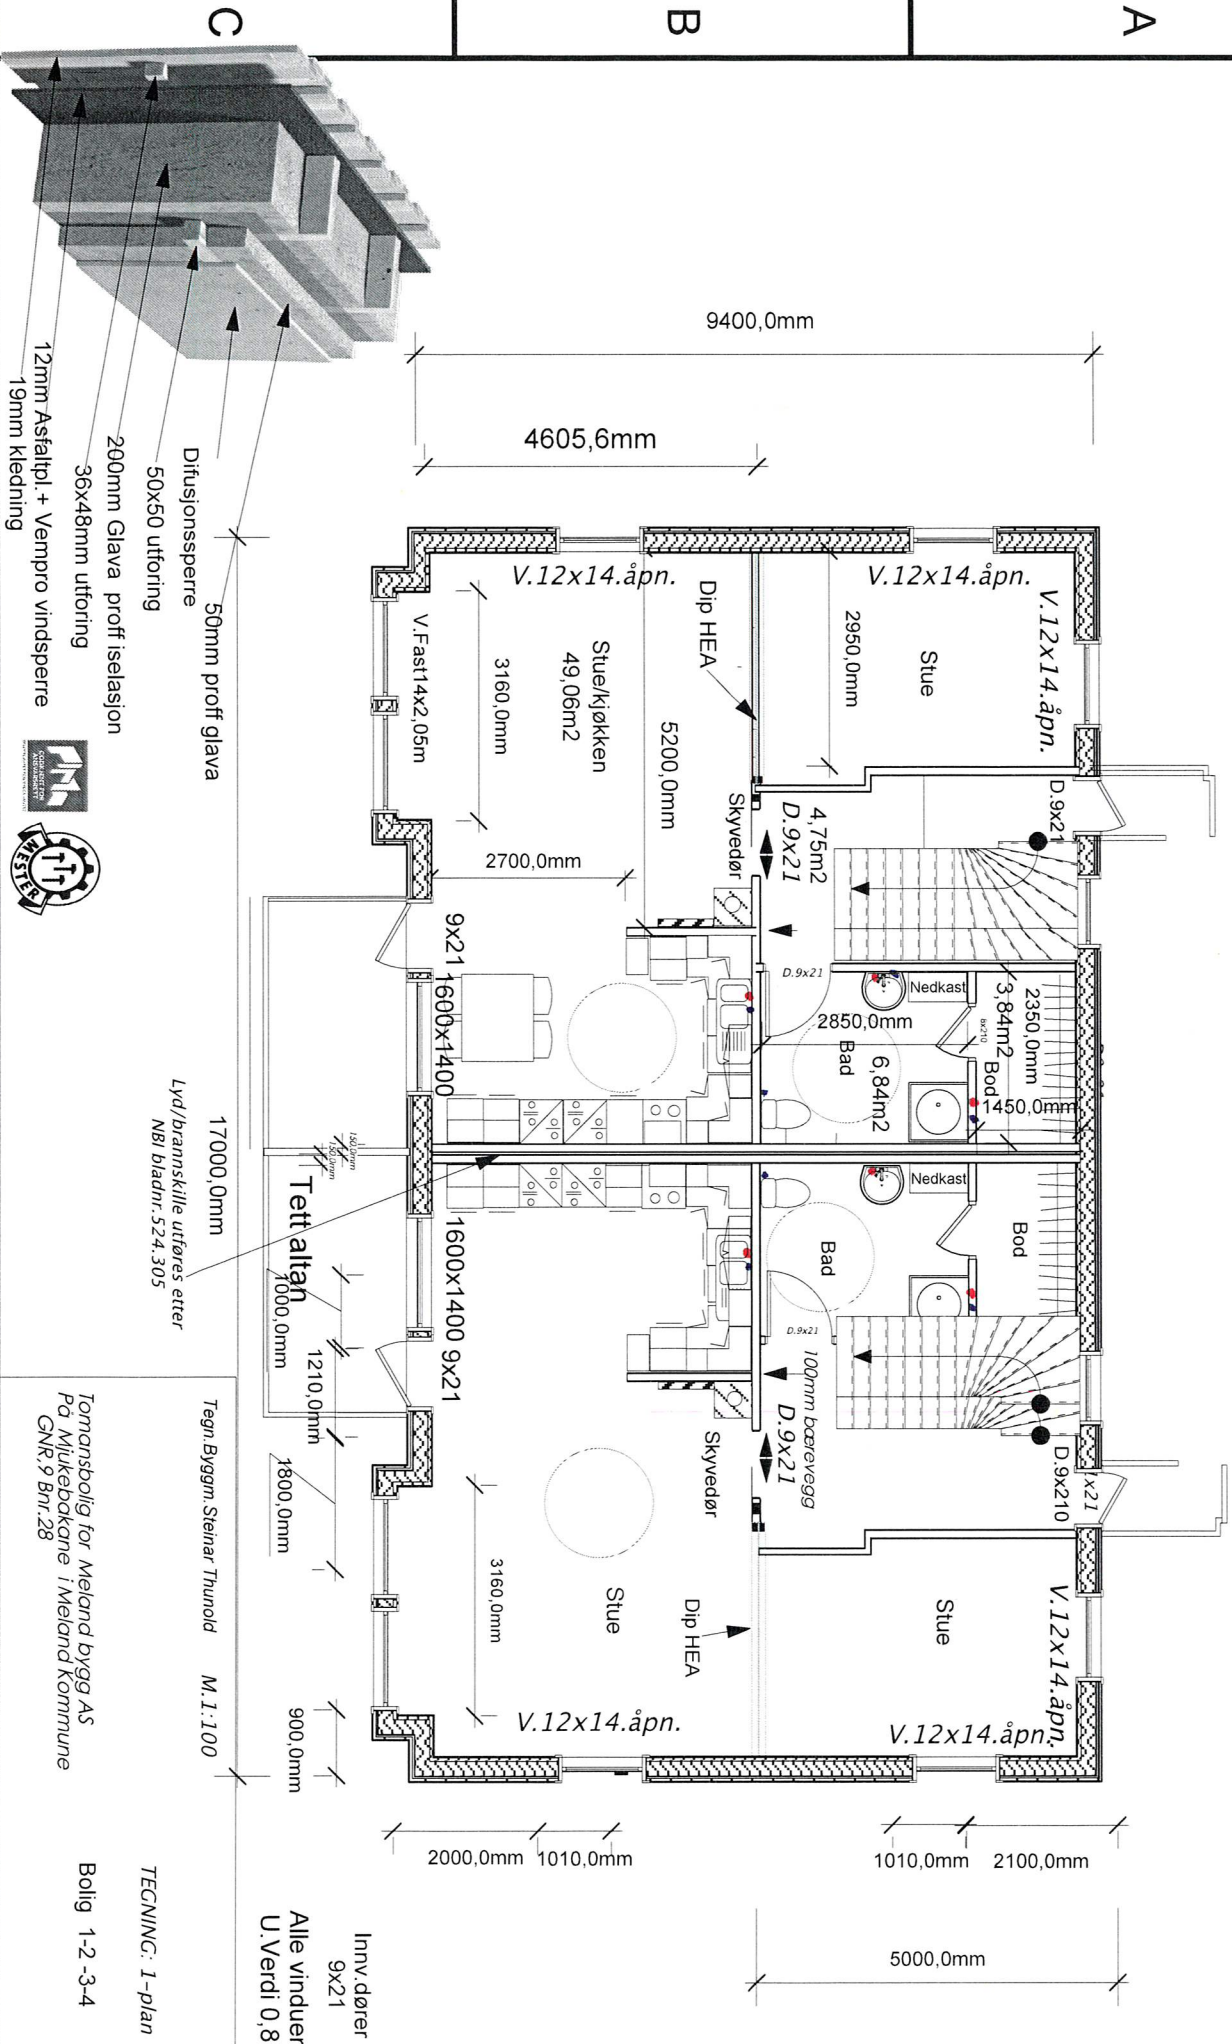 A
B
C
9400,0mm
4605,6mm
V.12x14.åpn.
V.12x14.åpn.
V.12x14.åpn.
Dip HEA
2950,0mm
Stue
Stue/kjøkken
49,06m2
5200,0mm
3160,0mm
V.Fast14x2,05m
Skyvedør
4,75m2
D.9x21
D.9x21
2700,0mm
9x21
1600x1400
D.9x21
Nedkast
2850,0mm
Bad
6,84m2
2350,0mm
3,84m2
Bod
8x210
1450,0mm
150,0mm
150,0mm
Tett altan
17000,0mm
Lyd/brannskille utføres etter
NBI bladnr.524.305
Nedkast
Bod
Bad
D.9x21
1600x1400
9x21
100mm bærevegg
D.9x21
Skyvedør
D.9x210
x21
1000,0mm
1210,0mm
1800,0mm
900,0mm
3160,0mm
Stue
Dip HEA
Stue
V.12x14.åpn.
V.12x14.åpn.
V.12x14.åpn.
2000,0mm
1010,0mm
1010,0mm
2100,0mm
5000,0mm
50mm proff glava
Difusjonssperre
50x50 utforing
200mm Glava proff iselasjon
36x48mm utforing
12mm Asfaltpl.+ Vempro vindsperre
19mm kledning
MESTER
Tegn.Byggm.Steinar Thunold
M.1:100
Tomansbolig for Meland bygg AS
På Mjukebakane i Meland Kommune
GNR,9 Bnr.28
Innv.dører
9x21
Alle vinduer
U.Verdi 0,8
TEGNING: 1-plan
Bolig 1-2 -3-4